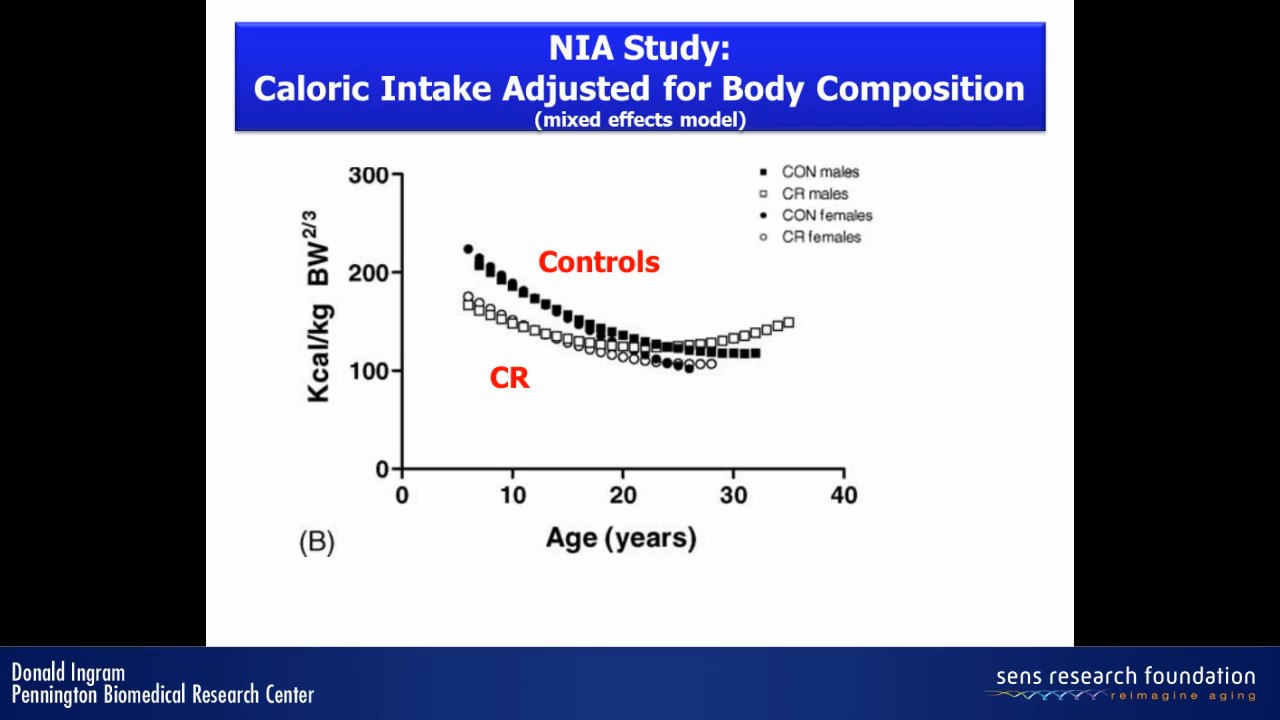 NIA Study:
Caloric Intake Adjusted for Body Composition
(mixed effects model)
CON males
CR males
CON females
CR females
Kcal/kg BW2/3
300
200
100
0
Controls
CR
0 10 20 30 40
Age (years)
(B)
Donald Ingram
Pennington Biomedical Research Center
sens research foundation
reimagine aging